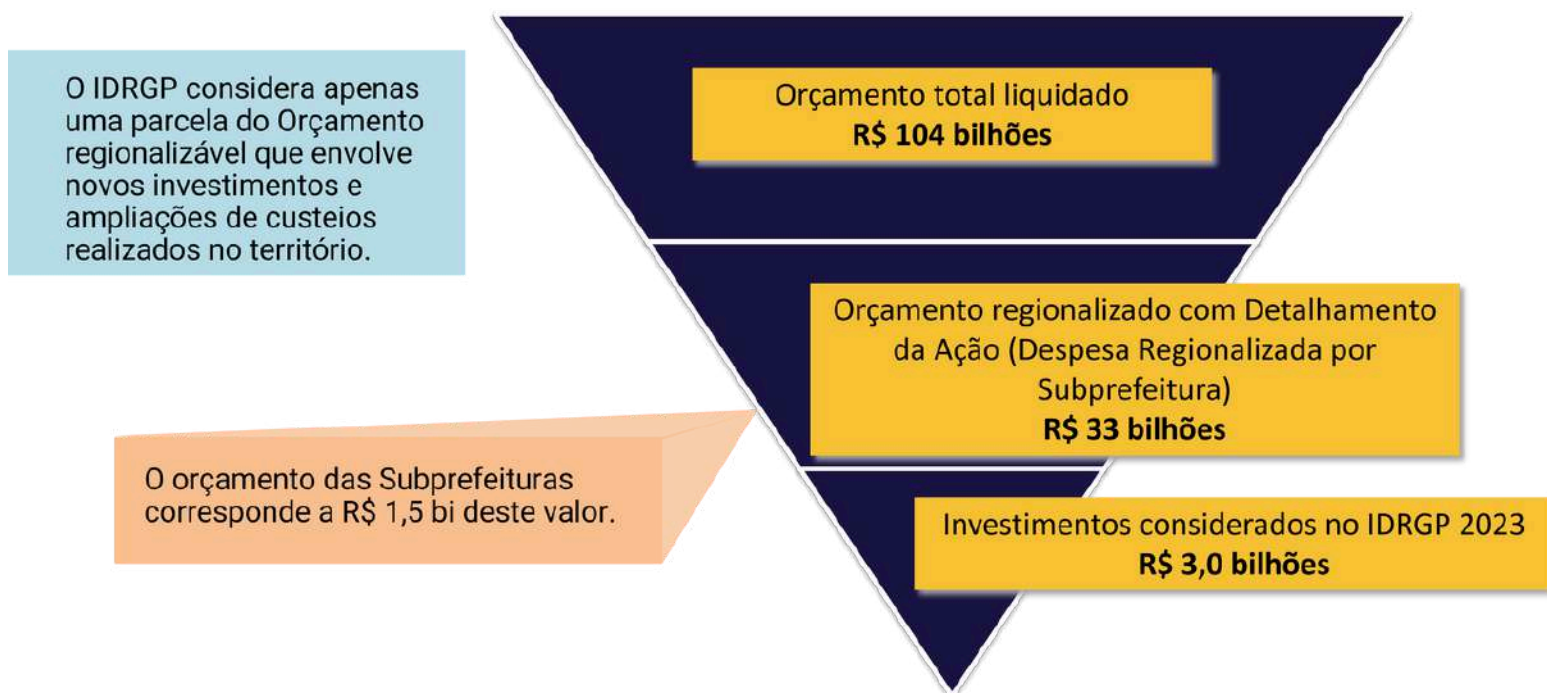 O IDRGP considera apenas
uma parcela do Orçamento
regionalizável que envolve
novos investimentos e
ampliações de custeios
realizados no território.
Orçamento total liquidado
R$ 104 bilhões
Orçamento regionalizado com Detalhamento
da Ação (Despesa Regionalizada por
Subprefeitura)
R$ 33 bilhões
O orçamento das Subprefeituras
corresponde a R$ 1,5 bi deste valor.
Investimentos considerados no IDRGP 2023
R$ 3,0 bilhões